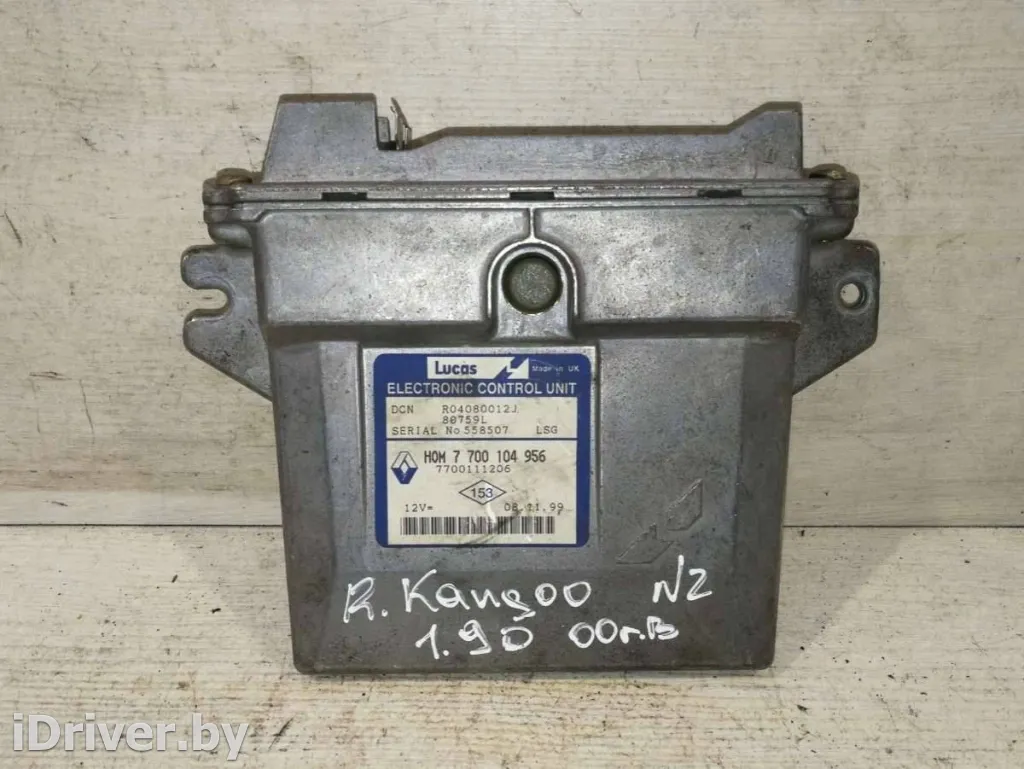 Lucas Made in UK
ELECTRONIC CONTROL UNIT
DCN R04080012J
80759L
SERIAL No 558507 LSG
HOM 7 700 104 956
7700111206
153
12V= 08.11.99
R. Kangoo N2
1.9D 00г.в
iDriver.by